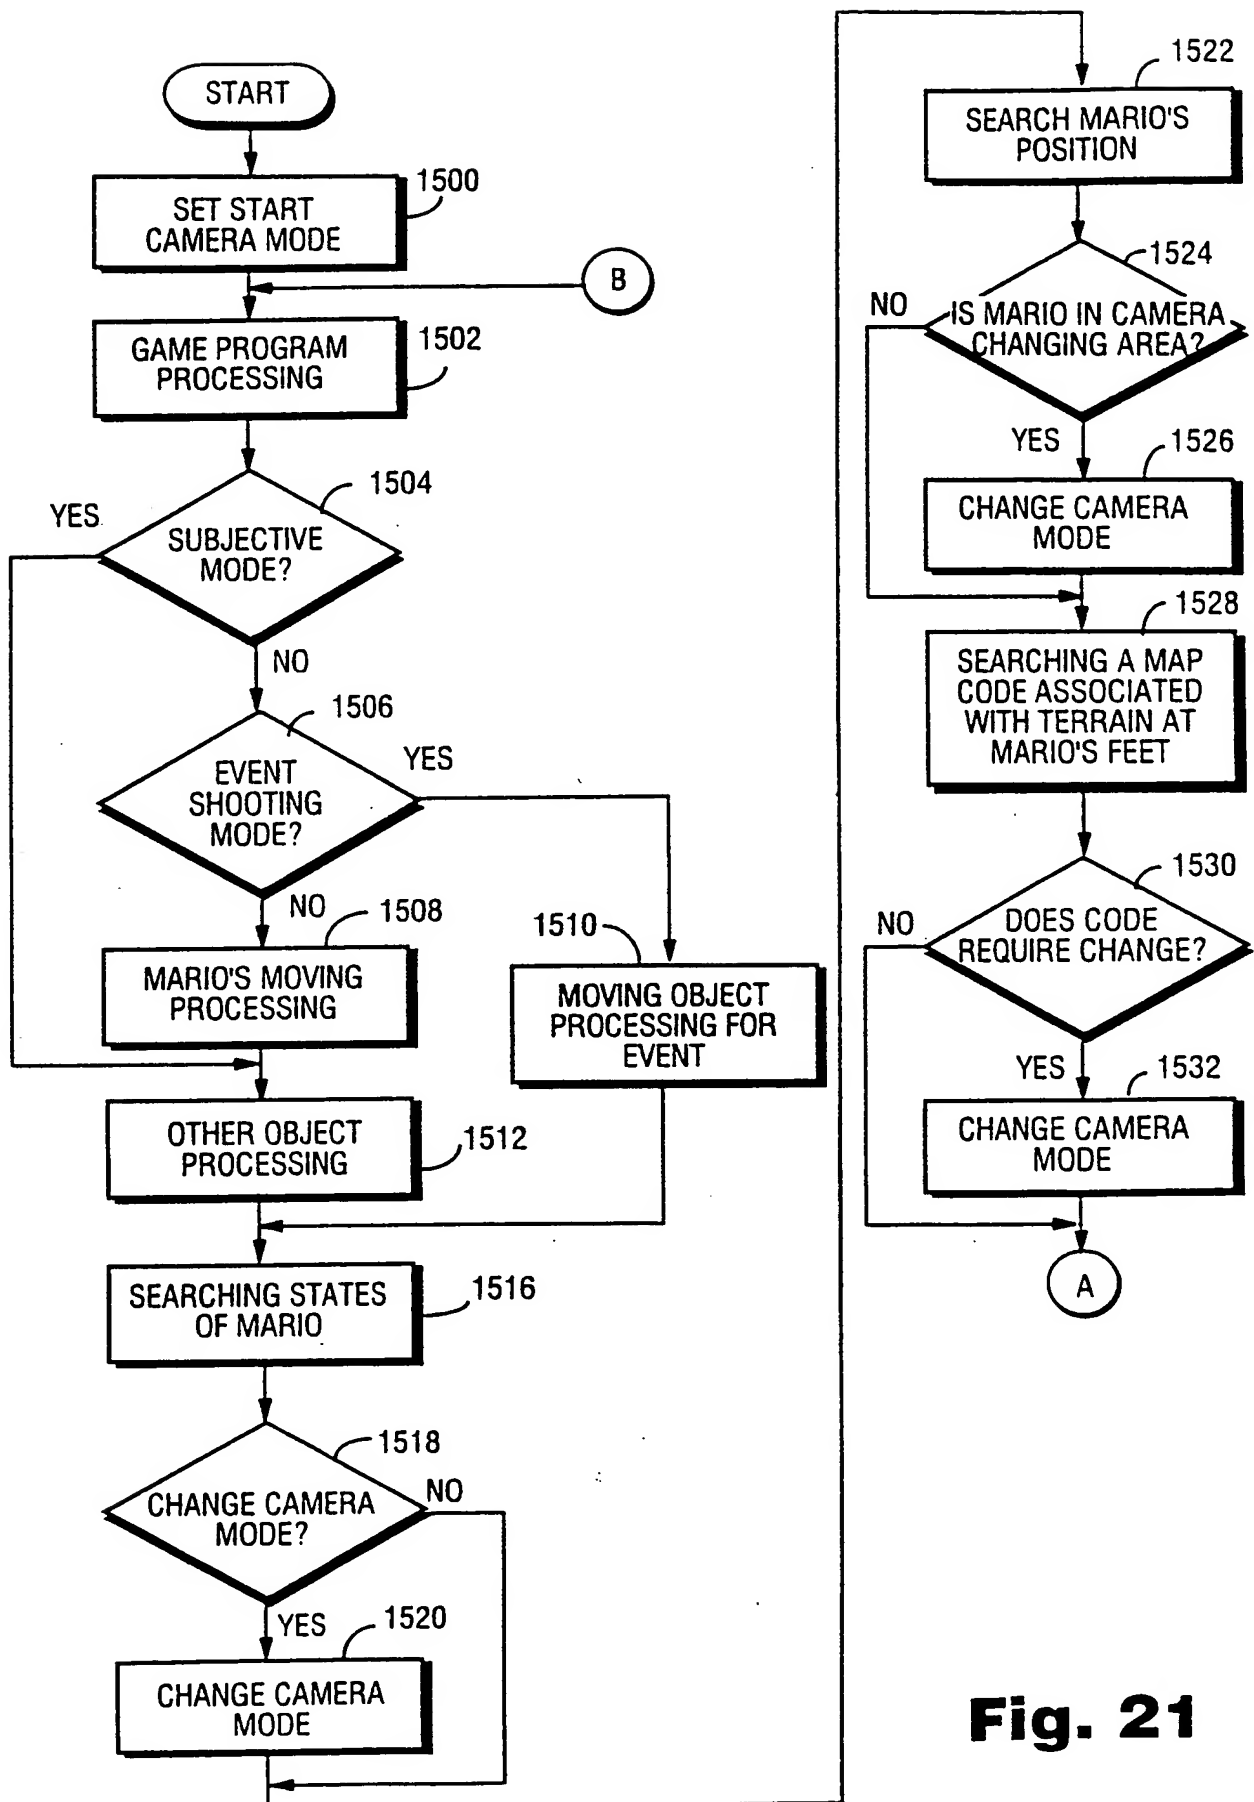 START
1500
SET START
CAMERA MODE
B
1502
GAME PROGRAM
PROCESSING
1504
YES
SUBJECTIVE
MODE?
NO
1506
YES
EVENT
SHOOTING
MODE?
NO
1508
MARIO'S MOVING
PROCESSING
1510
MOVING OBJECT
PROCESSING FOR
EVENT
OTHER OBJECT
PROCESSING
1512
SEARCHING STATES
OF MARIO
1516
1518
CHANGE CAMERA
MODE?
NO
YES
1520
CHANGE CAMERA
MODE
1522
SEARCH MARIO'S
POSITION
1524
NO
IS MARIO IN CAMERA
CHANGING AREA?
YES
1526
CHANGE CAMERA
MODE
1528
SEARCHING A MAP
CODE ASSOCIATED
WITH TERRAIN AT
MARIO'S FEET
1530
NO
DOES CODE
REQUIRE CHANGE?
YES
1532
CHANGE CAMERA
MODE
A
Fig. 21